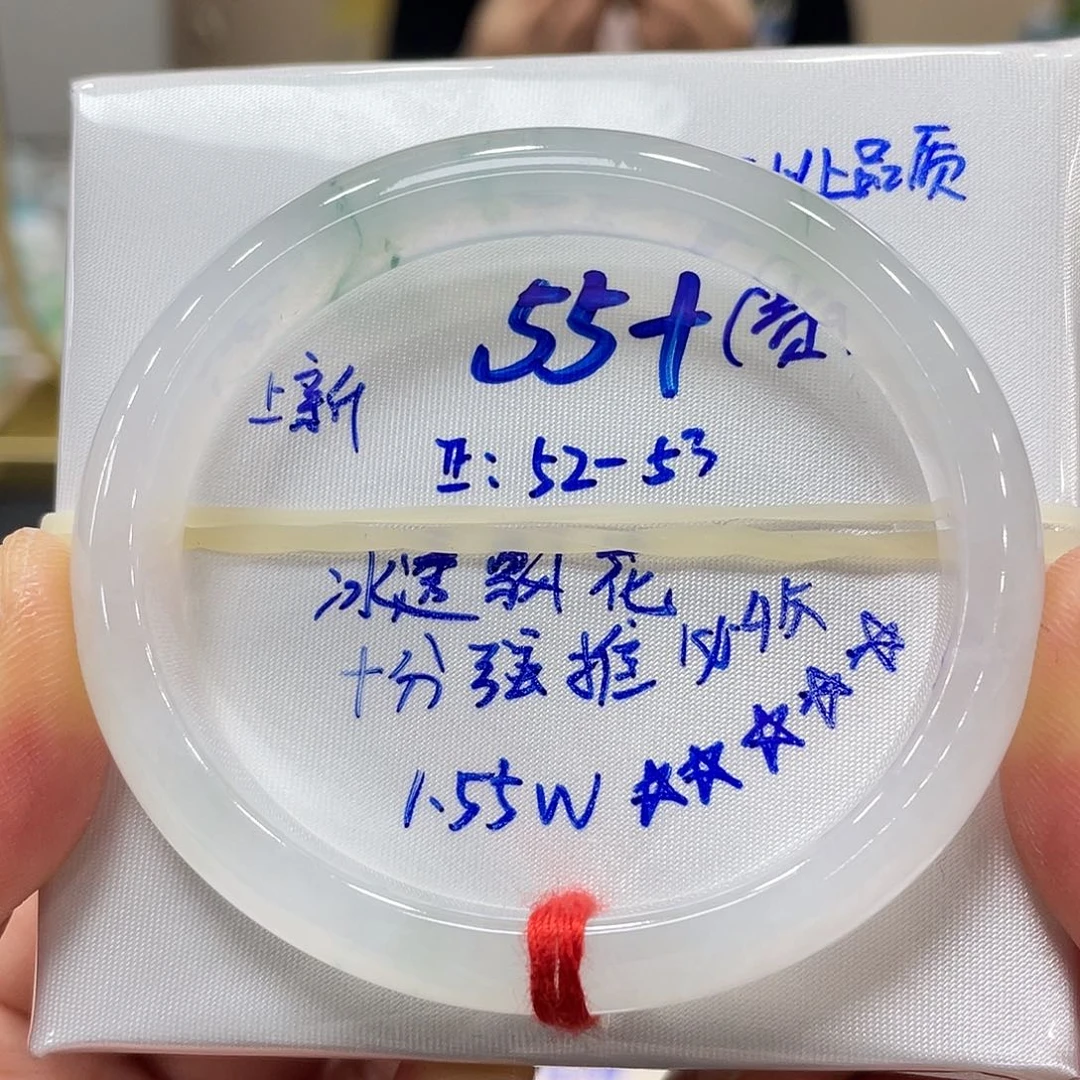 上品质
55+(贵
上新
正:52-53
冰透飘花
十分强推
1.55W ☆☆☆☆☆